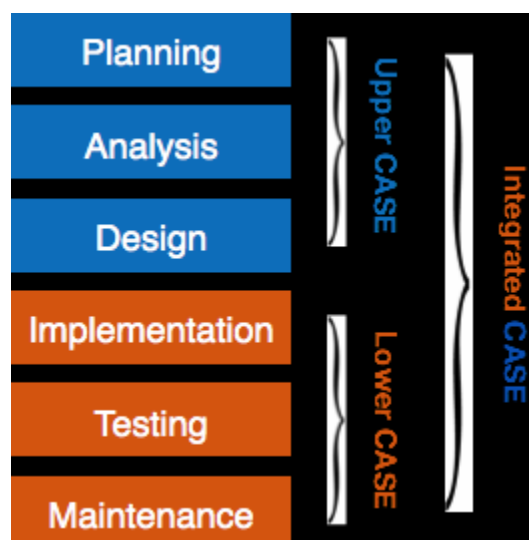 Planning
Analysis
Design
Implementation
Testing
Maintenance
Upper CASE
Lower CASE
Integrated CASE